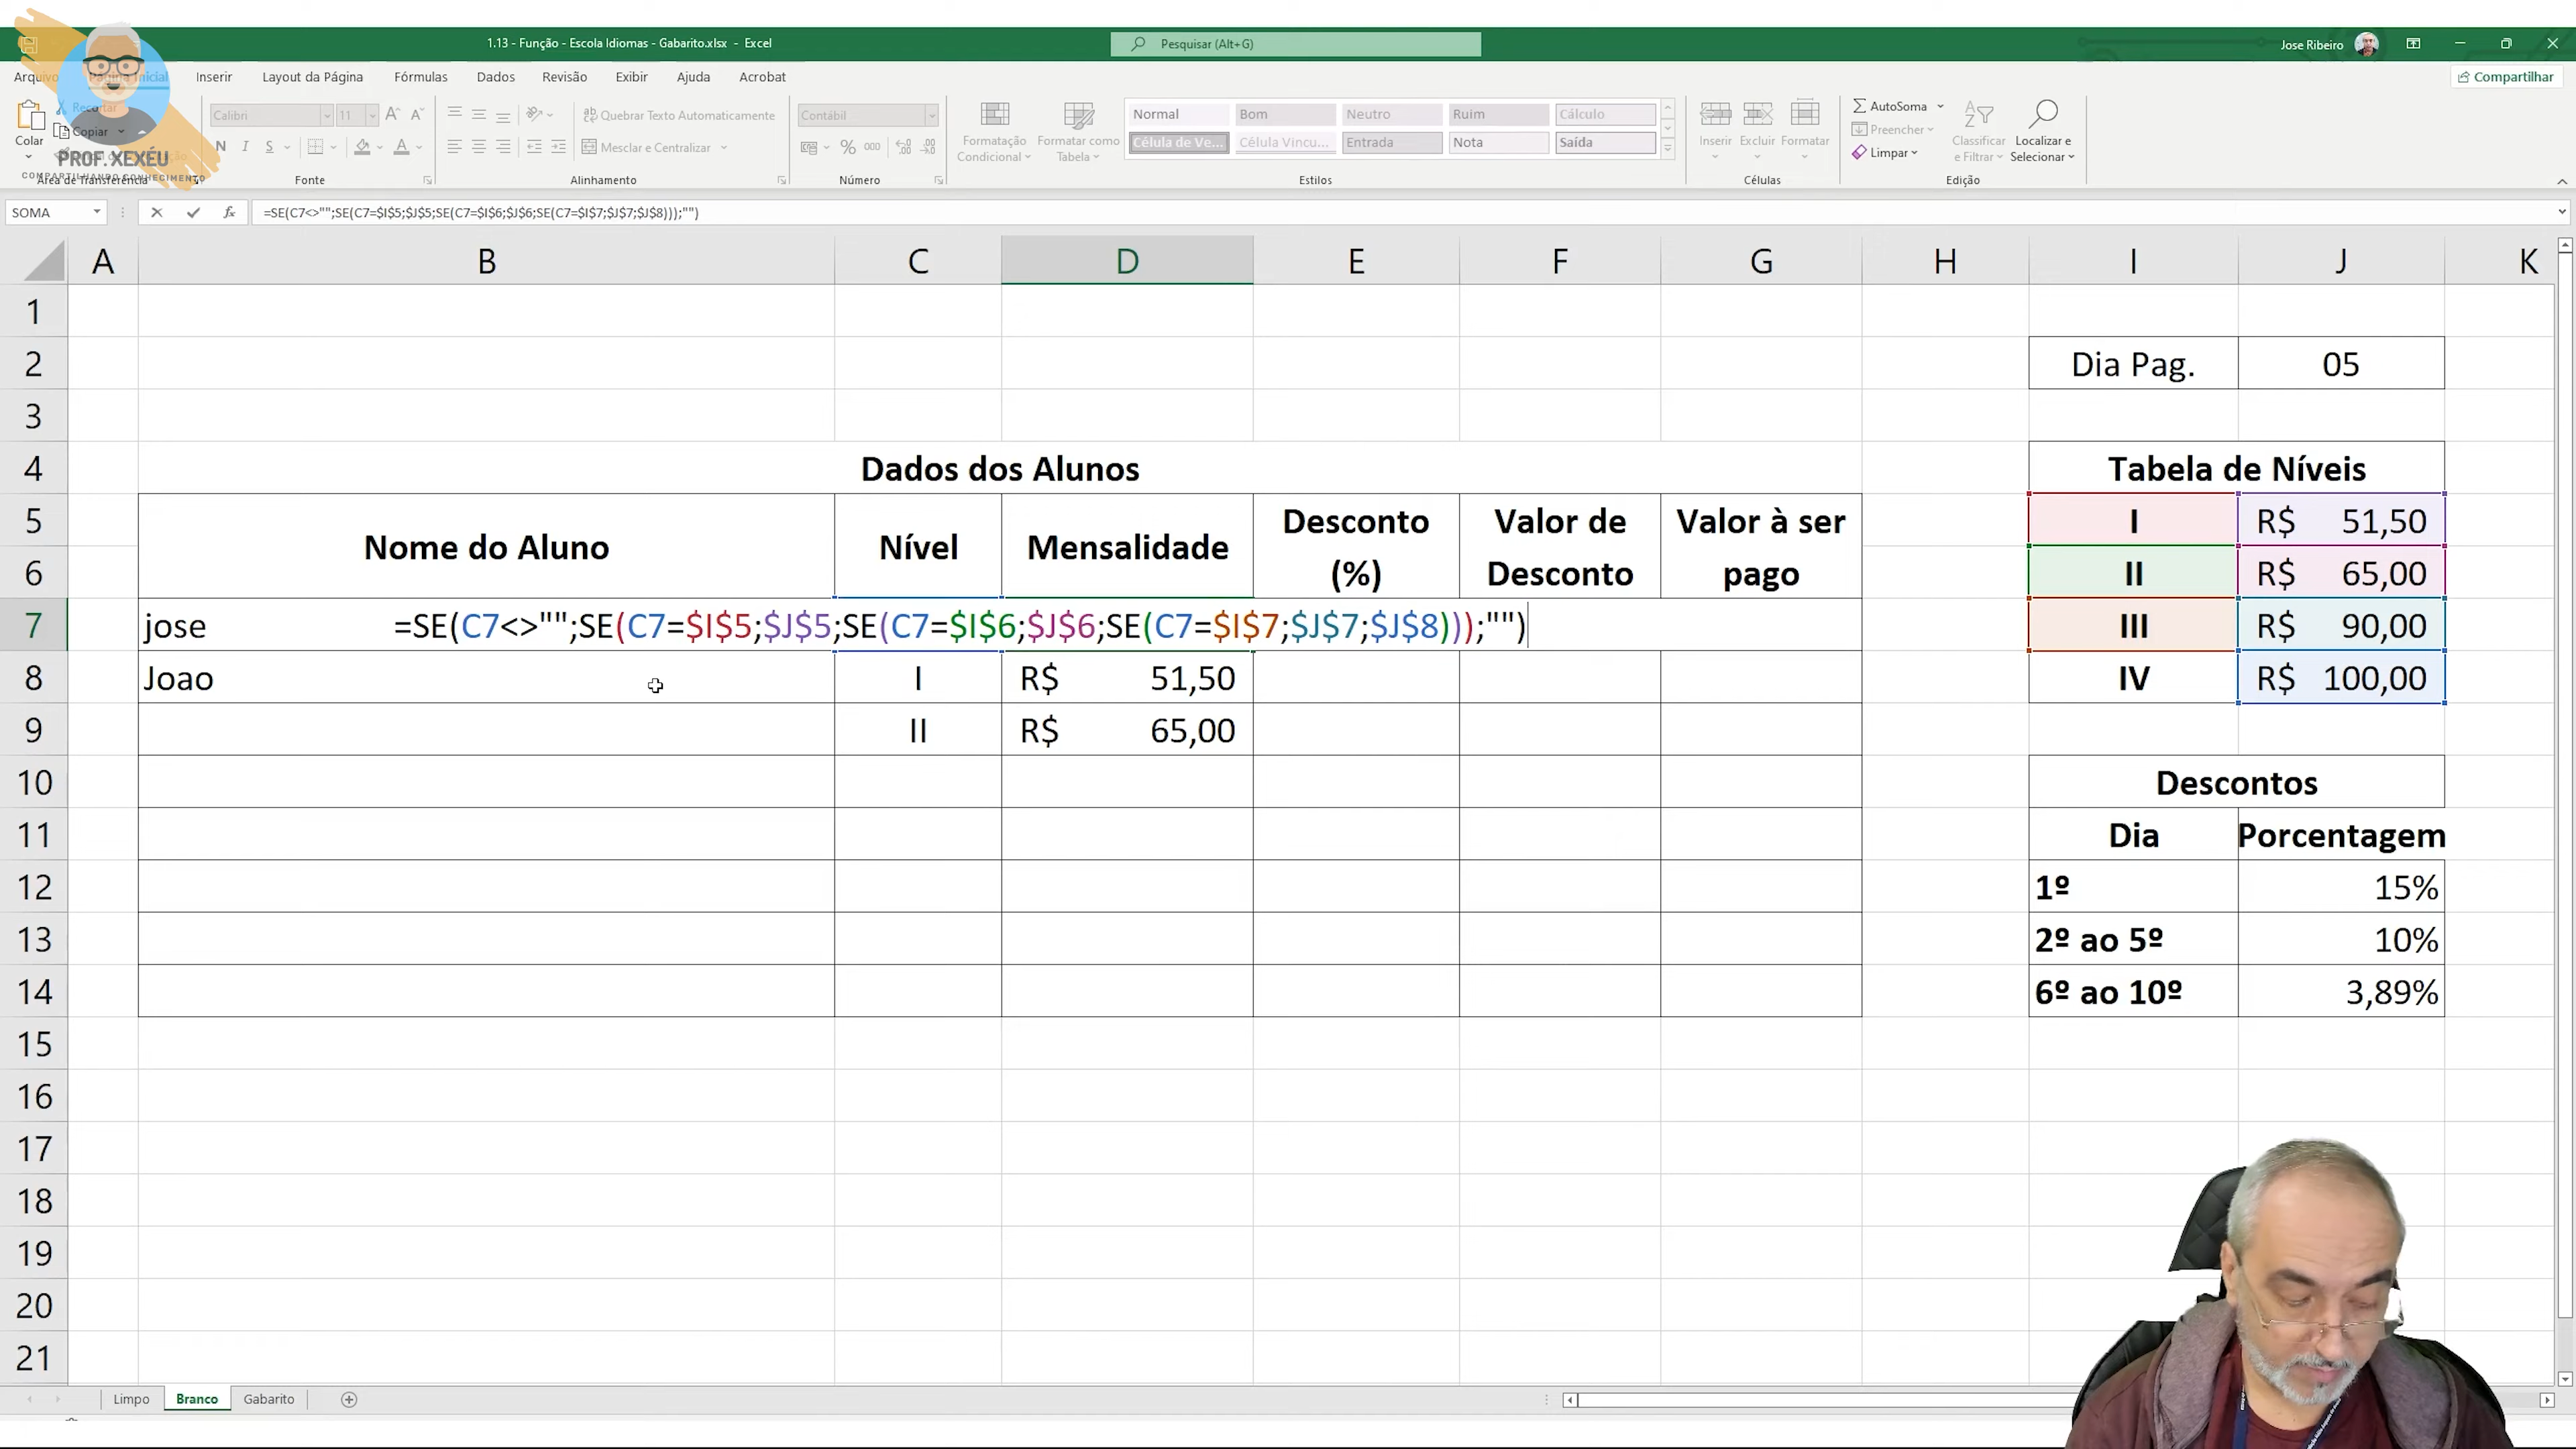 1.13 - Função - Escola Idiomas - Gabarito.xlsx - Excel
Pesquisar (Alt+G)
Jose Ribeiro
Arquivo Página Inicial Inserir Layout da Página Fórmulas Dados Revisão Exibir Ajuda Acrobat
Compartilhar
Colar
Recortar
Copiar
PROF.XEXÉU
COMPARTILHANDO CONHECIMENTO
Área de Transferência
Calibri 11
N I S
Fonte
Quebrar Texto Automaticamente
Mesclar e Centralizar
Alinhamento
Contábil
% 000
Número
Formatação Condicional
Formatar como Tabela
Normal Bom Neutro Ruim Cálculo
Célula de Ve... Célula Vincu... Entrada Nota Saída
Estilos
Inserir Excluir Formatar
Células
AutoSoma
Preencher
Limpar
Classificar e Filtrar
Localizar e Selecionar
Edição
SOMA
fx
=SE(C7<>"";SE(C7=$I$5;$J$5;SE(C7=$I$6;$J$6;SE(C7=$I$7;$J$7;$J$8)));"")
A B C D E F G H I J K
1
2 Dia Pag. 05
3
4 Dados dos Alunos Tabela de Níveis
5 Nome do Aluno Nível Mensalidade Desconto Valor de Valor à ser I R$ 51,50
6 (%) Desconto pago II R$ 65,00
7 jose =SE(C7<>"";SE(C7=$I$5;$J$5;SE(C7=$I$6;$J$6;SE(C7=$I$7;$J$7;$J$8)));"") III R$ 90,00
8 Joao I R$ 51,50 IV R$ 100,00
9 II R$ 65,00
10 Descontos
11 Dia Porcentagem
12 1º 15%
13 2º ao 5º 10%
14 6º ao 10º 3,89%
15
16
17
18
19
20
21
Limpo Branco Gabarito